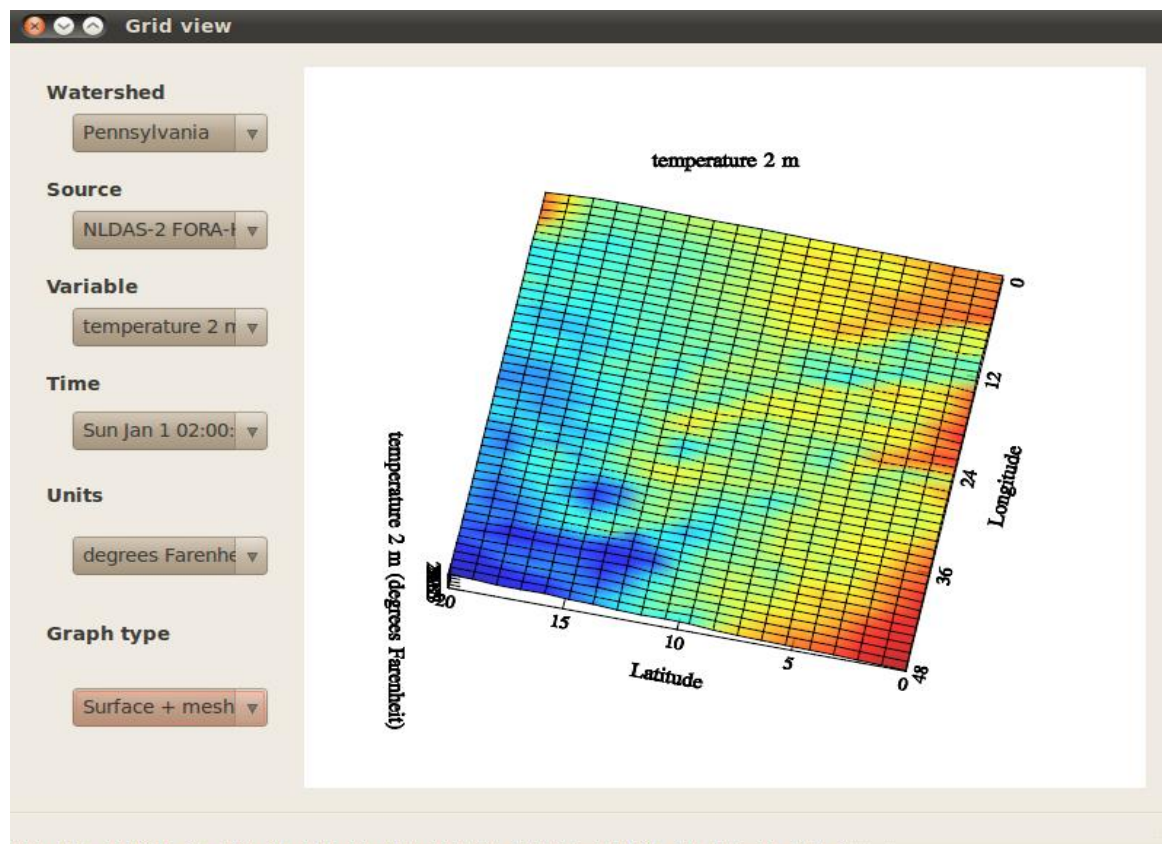 Grid view
Watershed
Pennsylvania
Source
NLDAS-2 FORA-
Variable
temperature 2 m
Time
Sun Jan 1 02:00:
Units
degrees Farenhe
Graph type
Surface + mesh
temperature 2 m
0
12
24
36
48
Longitude
20
15
10
5
0
Latitude
temperature 2 m (degrees Farenheit)